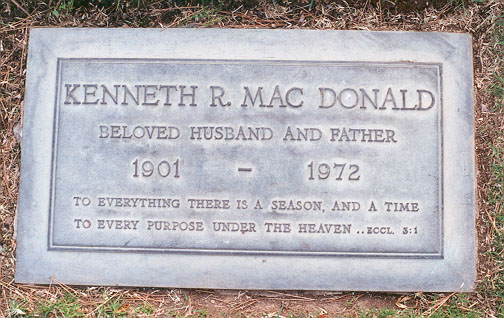 KENNETH R. MAC DONALD
BELOVED HUSBAND AND FATHER
1901 - 1972
TO EVERYTHING THERE IS A SEASON, AND A TIME
TO EVERY PURPOSE UNDER THE HEAVEN .. ECCL. 3:1